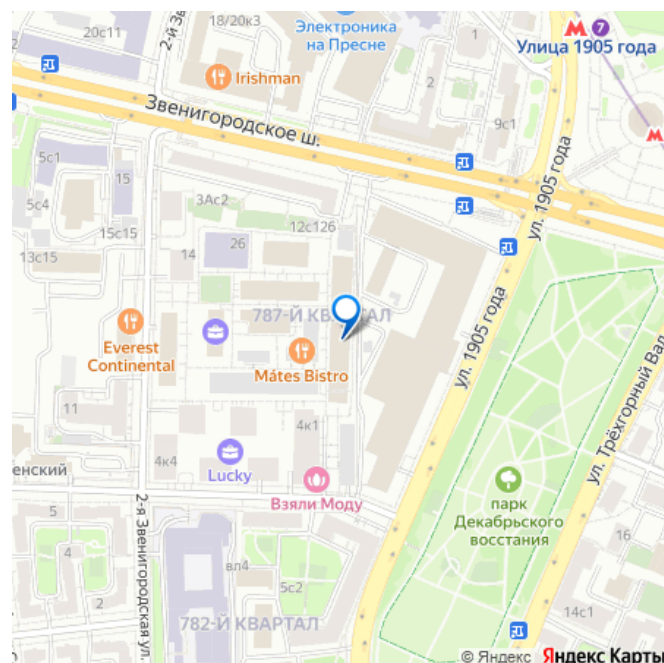 20с11
2-й Зве
18/20к3
Электроника
на Пресне
7
Улица 1905 года
Irishman
2
1
Звенигородское ш.
9с1
5с1
15
5с4
3Ас2
15с15
12с126
13с15
26
14
ул. 1905 года
787-Й КВАРТАЛ
Everest
Continental
Mátes Bistro
ул. 1905 года
ул. Трёхгорный Вал
11
4к1
4к4
Lucky
енский
Взяли Моду
2-я Звенигородская ул.
парк
Декабрьского
восстания
5
4
16
вл4
5с2
2
14с1
782-Й КВАРТАЛ
© Яндекс Яндекс Карты